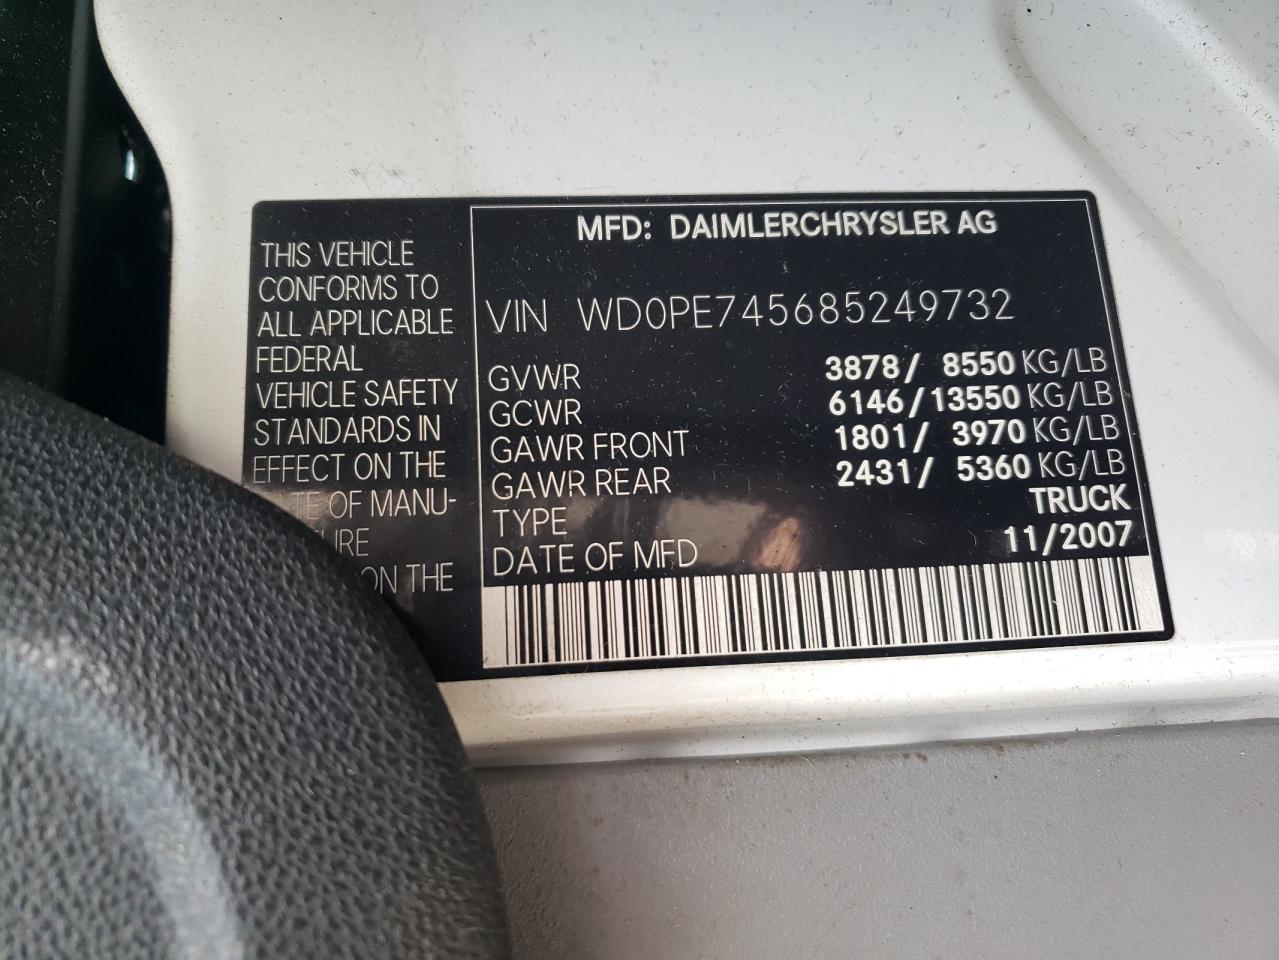 THIS VEHICLE
CONFORMS TO
ALL APPLICABLE
FEDERAL
VEHICLE SAFETY
STANDARDS IN
EFFECT ON THE
OF MANU-
ON THE
MFD: DAIMLERCHRYSLER AG
VIN WD0PE745685249732
GVWR 3878/ 8550 KG/LB
GCWR 6146/13550 KG/LB
GAWR FRONT 1801/ 3970 KG/LB
GAWR REAR 2431/ 5360 KG/LB
TYPE TRUCK
DATE OF MFD 11/2007